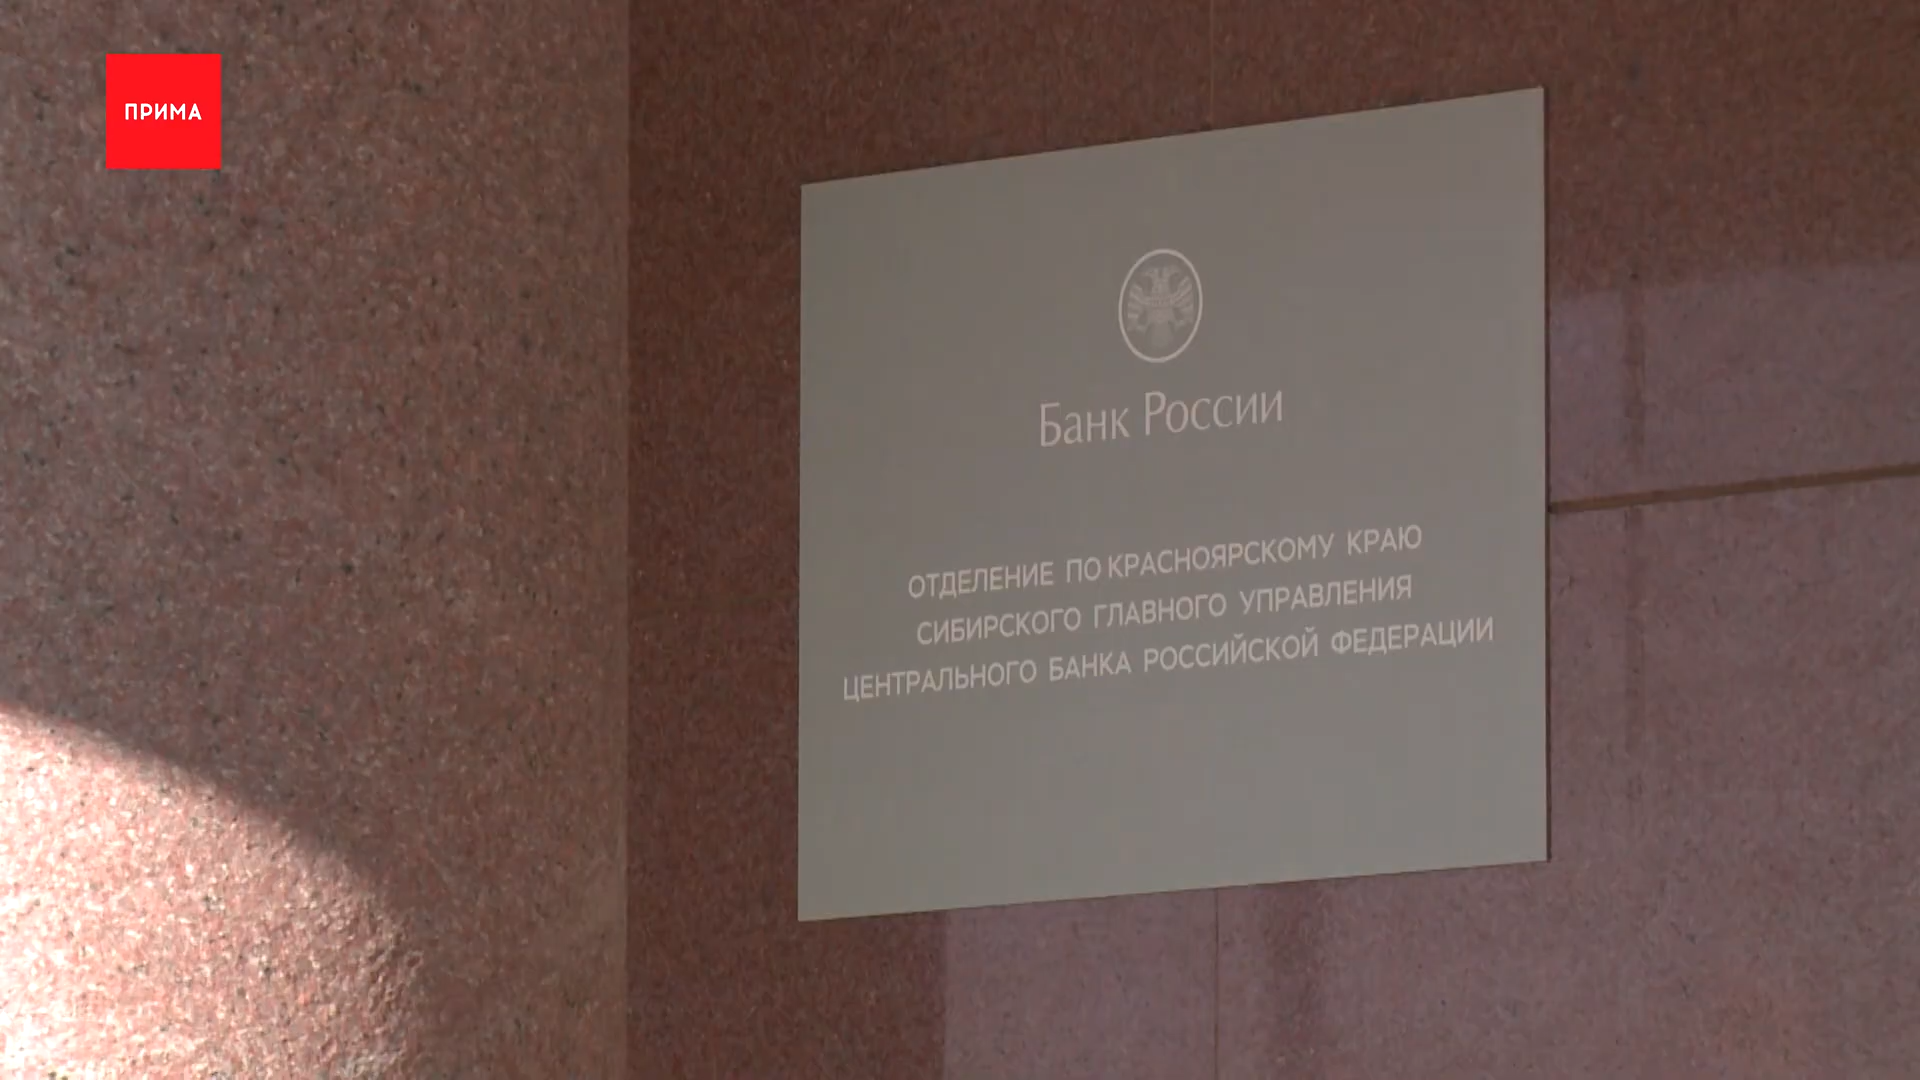 ПРИМА
Банк России
ОТДЕЛЕНИЕ ПО КРАСНОЯРСКОМУ КРАЮ
СИБИРСКОГО ГЛАВНОГО УПРАВЛЕНИЯ
ЦЕНТРАЛЬНОГО БАНКА РОССИЙСКОЙ ФЕДЕРАЦИИ